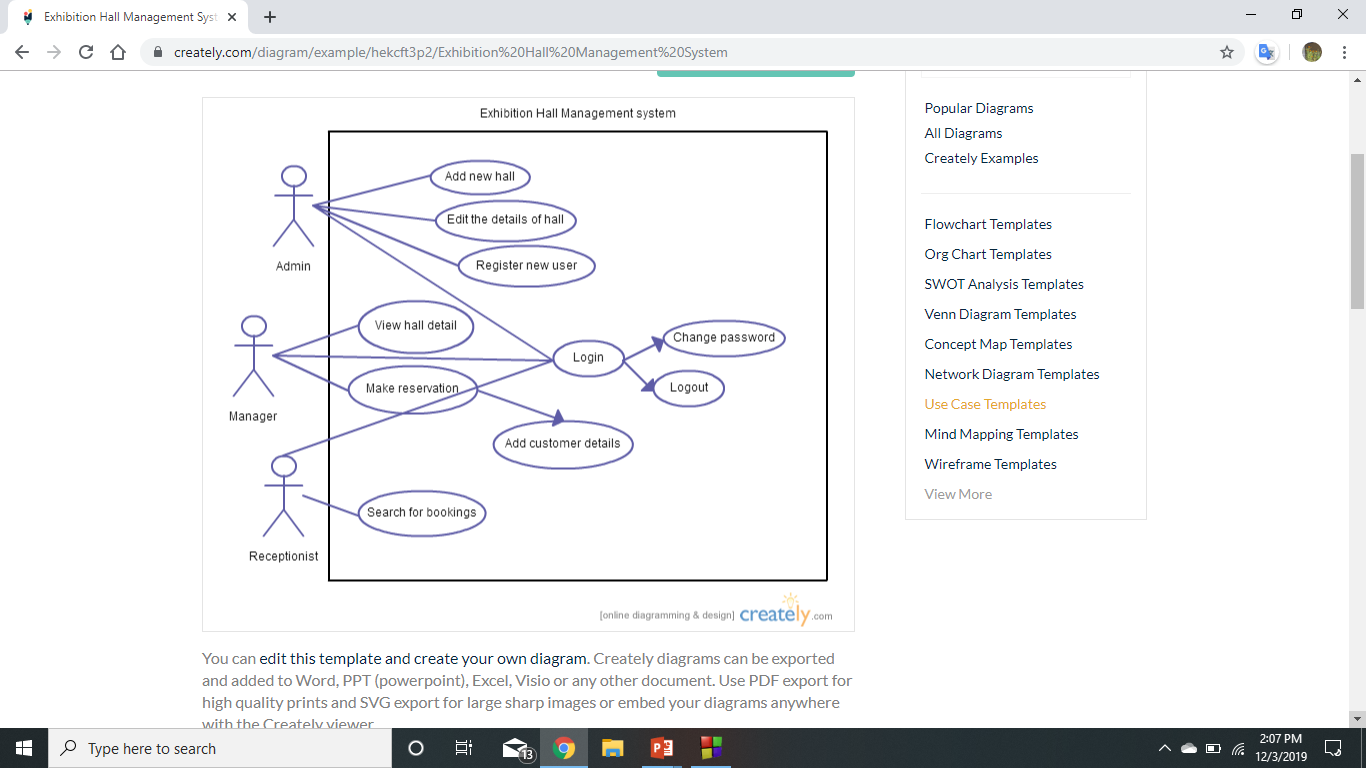 Exhibition Hall Management Syst
creately.com/diagram/example/hekcft3p2/Exhibition%20Hall%20Management%20System
Exhibition Hall Management system
Add new hall
Edit the details of hall
Register new user
Admin
View hall detail
Login
Change password
Make reservation
Logout
Manager
Add customer details
Search for bookings
Receptionist
[online diagramming & design] creately.com
You can edit this template and create your own diagram. Creately diagrams can be exported
and added to Word, PPT (powerpoint), Excel, Visio or any other document. Use PDF export for
high quality prints and SVG export for large sharp images or embed your diagrams anywhere
with the Creately viewer
Popular Diagrams
All Diagrams
Creately Examples
Flowchart Templates
Org Chart Templates
SWOT Analysis Templates
Venn Diagram Templates
Concept Map Templates
Network Diagram Templates
Use Case Templates
Mind Mapping Templates
Wireframe Templates
View More
Type here to search
13
2:07 PM
12/3/2019